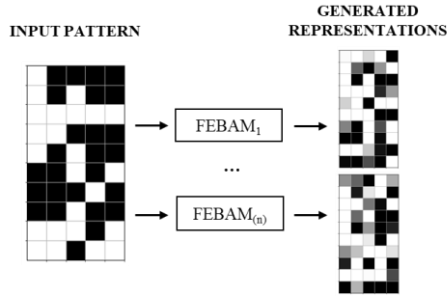 INPUT PATTERN
GENERATED
REPRESENTATIONS
FEBAM1
...
FEBAM(n)